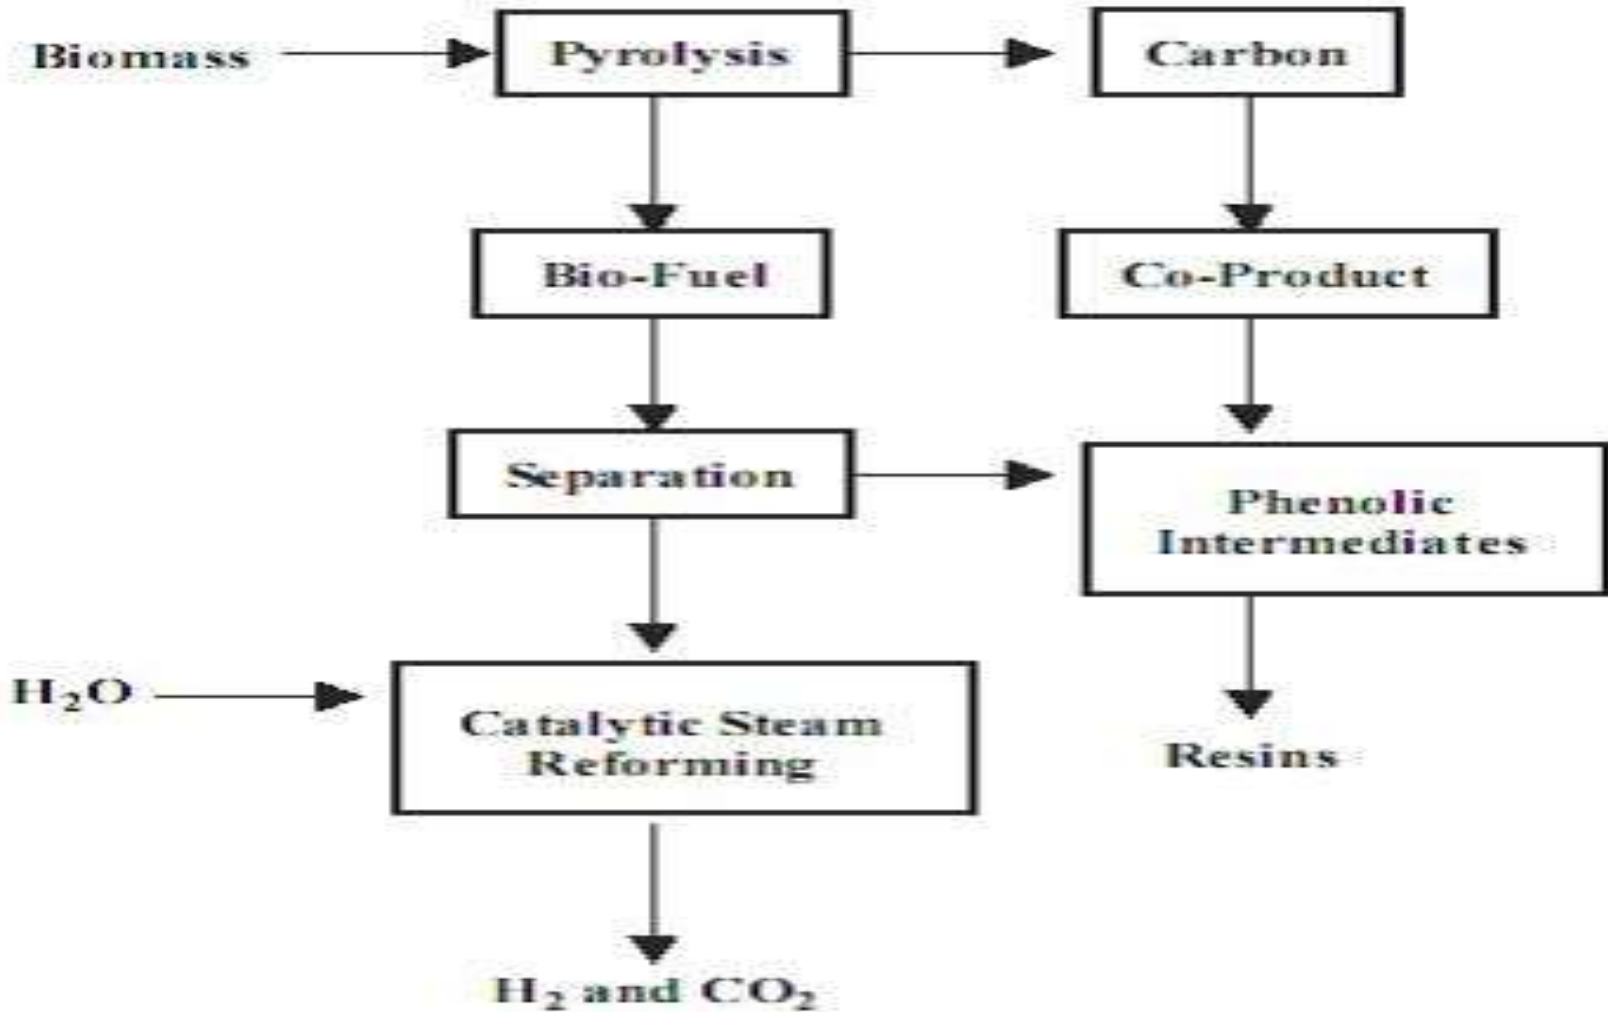 Biomass
Pyrolysis
Carbon
Bio-Fuel
Co-Product
Separation
Phenolic
Intermediates
H₂O
Catalytic Steam
Reforming
Resins
H₂ and CO₂